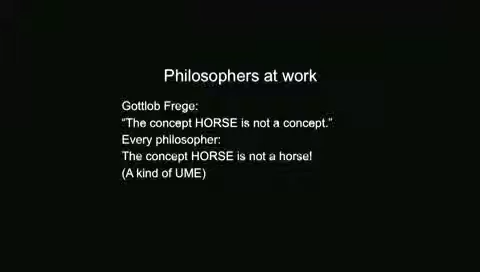 Philosophers at work
Gottlob Frege:
“The concept HORSE is not a concept.”
Every philosopher:
The concept HORSE is not a horse!
(A kind of UME)